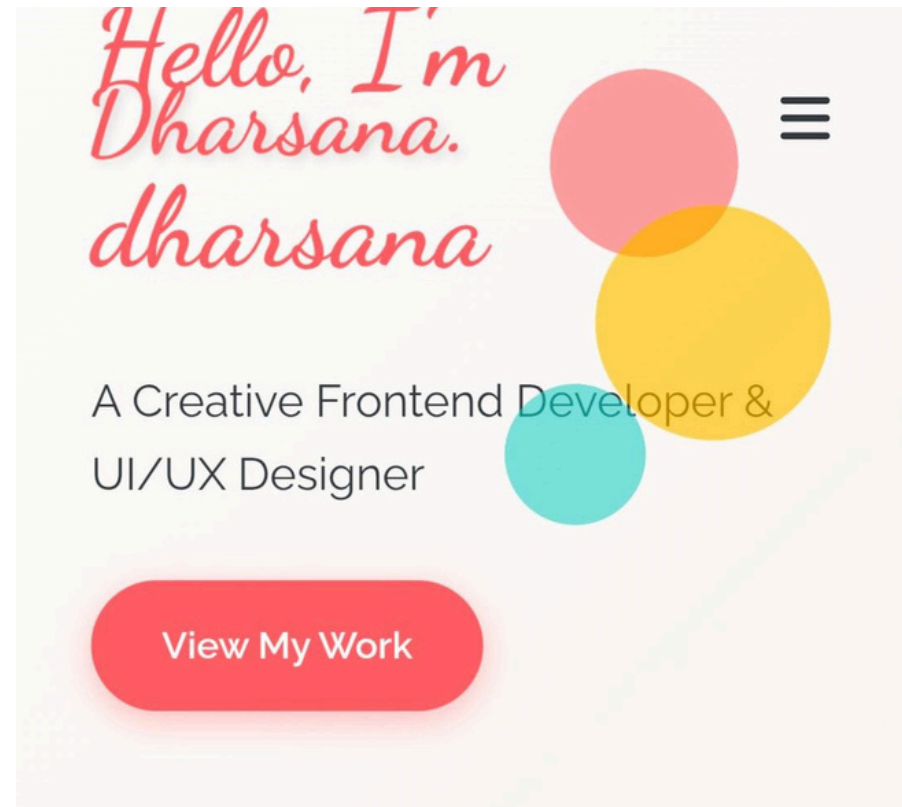 Hello, I'm
Dharsana.
dharsana
A Creative Frontend Developer &
UI/UX Designer
View My Work